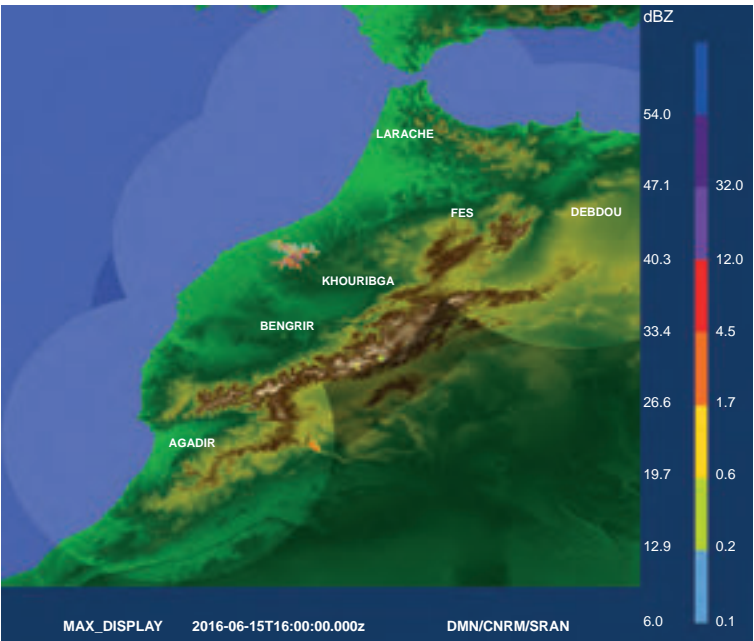 dBZ
54.0
LARACHE
47.1 32.0
FES DEBDOU
40.3 12.0
KHOURIBGA
BENGRIR
33.4 4.5
26.6 1.7
AGADIR
19.7 0.6
12.9 0.2
6.0 0.1
MAX_DISPLAY 2016-06-15T16:00:00.000z DMN/CNRM/SRAN